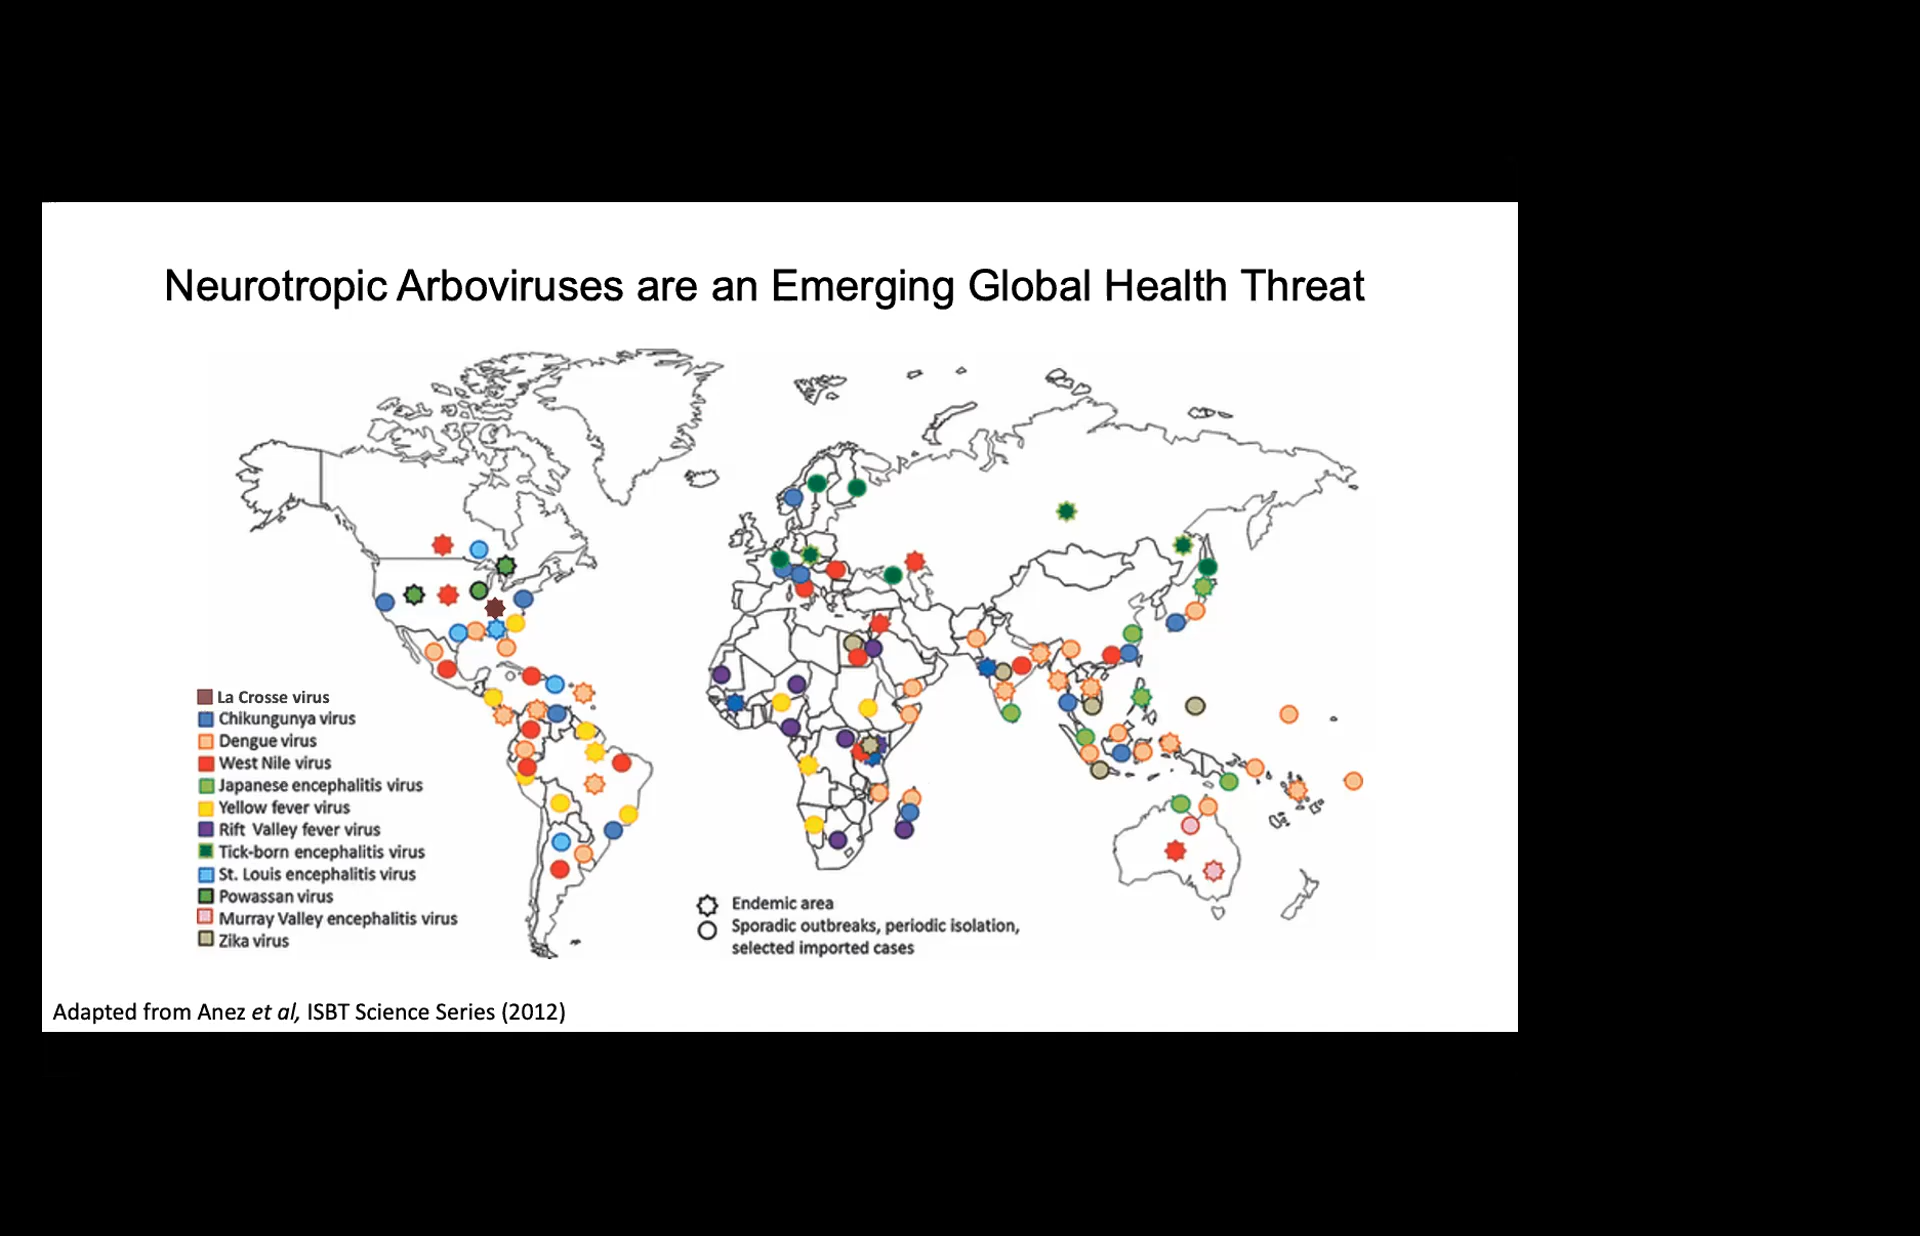 Neurotropic Arboviruses are an Emerging Global Health Threat
La Crosse virus
Chikungunya virus
Dengue virus
West Nile virus
Japanese encephalitis virus
Yellow fever virus
Rift Valley fever virus
Tick-born encephalitis virus
St. Louis encephalitis virus
Powassan virus
Murray Valley encephalitis virus
Zika virus
Endemic area
Sporadic outbreaks, periodic isolation,
selected imported cases
Adapted from Anez et al, ISBT Science Series (2012)